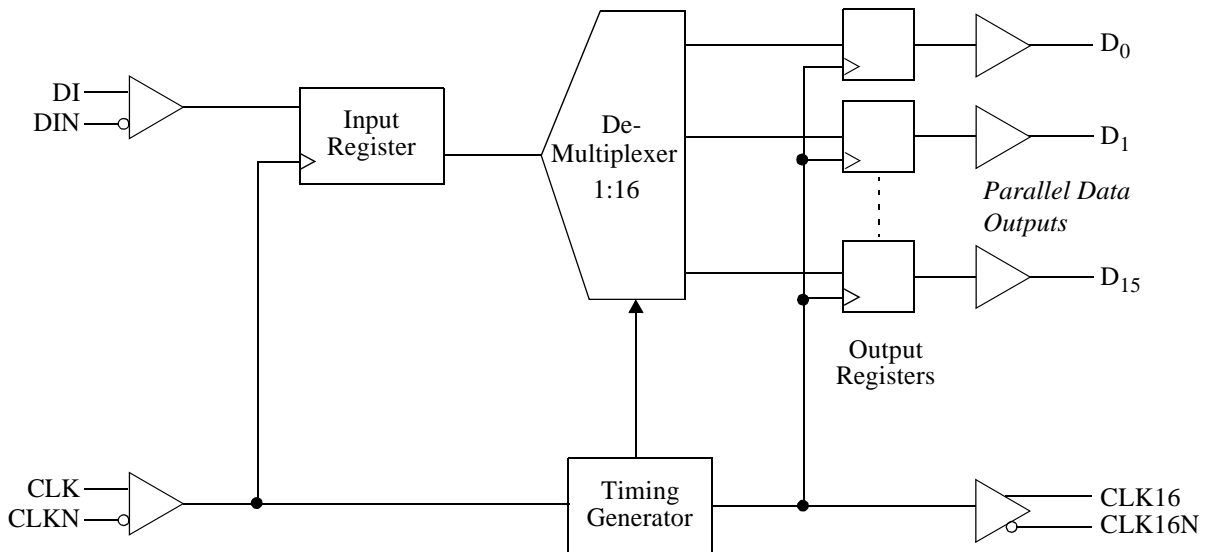 D0
DI
DIN
Input
Register
De-
Multiplexer
1:16
D1
Parallel Data
Outputs
D15
Output
Registers
CLK
CLKN
Timing
Generator
CLK16
CLK16N